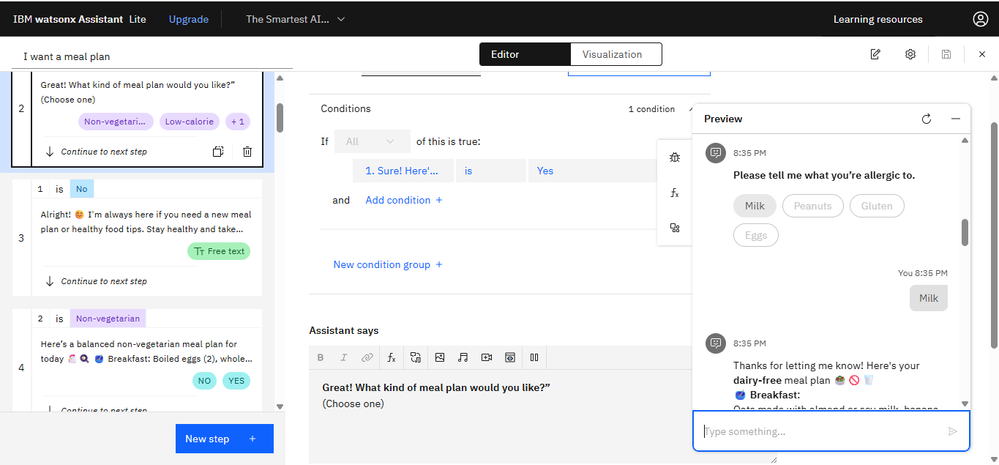 IBM watsonx Assistant Lite
Upgrade
The Smartest AI...
Learning resources
I want a meal plan
Editor
Visualization
2
Great! What kind of meal plan would you like?”
(Choose one)
Non-vegetari...
Low-calorie
+ 1
Continue to next step
1 is No
3
Alright! 😊 I'm always here if you need a new meal
plan or healthy food tips. Stay healthy and take...
Free text
Continue to next step
2 is Non-vegetarian
4
Here’s a balanced non-vegetarian meal plan for
today 🐔 🍳 🥣 Breakfast: Boiled eggs (2), whole...
NO
YES
Continue to next step
New step +
Conditions
1 condition
If All of this is true:
1. Sure! Here'... is Yes
and Add condition +
New condition group +
Assistant says
B I fx
Great! What kind of meal plan would you like?”
(Choose one)
fx
Preview
8:35 PM
Please tell me what you’re allergic to.
Milk
Peanuts
Gluten
Eggs
You 8:35 PM
Milk
8:35 PM
Thanks for letting me know! Here's your
dairy-free meal plan 🥗 🚫 🥛
🥣 Breakfast:
Oats made with almond or soy milk, banana
Type something...